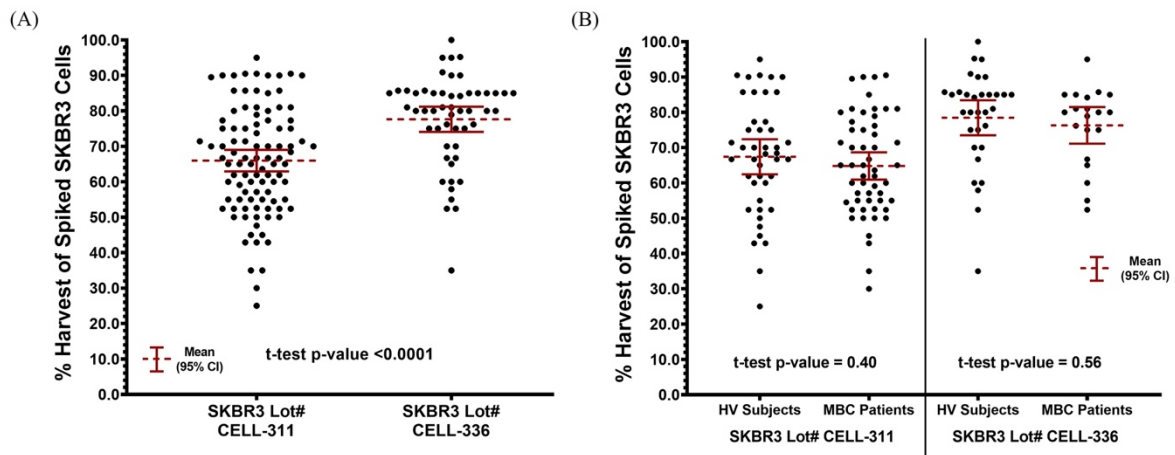 (A)
% Harvest of Spiked SKBR3 Cells
100.0
90.0
80.0
70.0
60.0
50.0
40.0
30.0
20.0
10.0
0.0
Mean
(95% CI)
t-test p-value <0.0001
SKBR3 Lot#
CELL-311
SKBR3 Lot#
CELL-336
(B)
% Harvest of Spiked SKBR3 Cells
100.0
90.0
80.0
70.0
60.0
50.0
40.0
30.0
20.0
10.0
0.0
Mean
(95% CI)
t-test p-value = 0.40
t-test p-value = 0.56
HV Subjects
MBC Patients
HV Subjects
MBC Patients
SKBR3 Lot# CELL-311
SKBR3 Lot# CELL-336